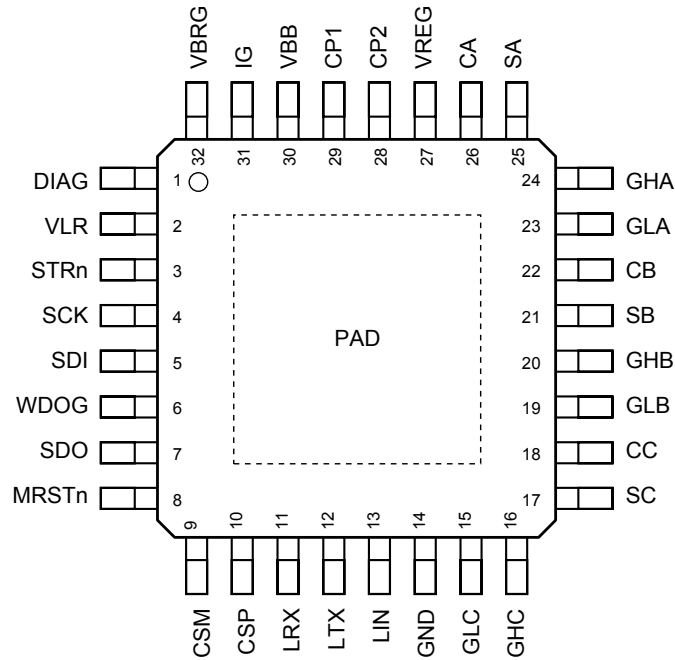 VBRG IG VBB CP1 CP2 VREG CA SA
32 31 30 29 28 27 26 25
DIAG 1 24 GHA
VLR 2 23 GLA
STRn 3 22 CB
SCK 4 21 SB
PAD
SDI 5 20 GHB
WDOG 6 19 GLB
SDO 7 18 CC
MRSTn 8 17 SC
9 10 11 12 13 14 15 16
CSM CSP LRX LTX LIN GND GLC GHC